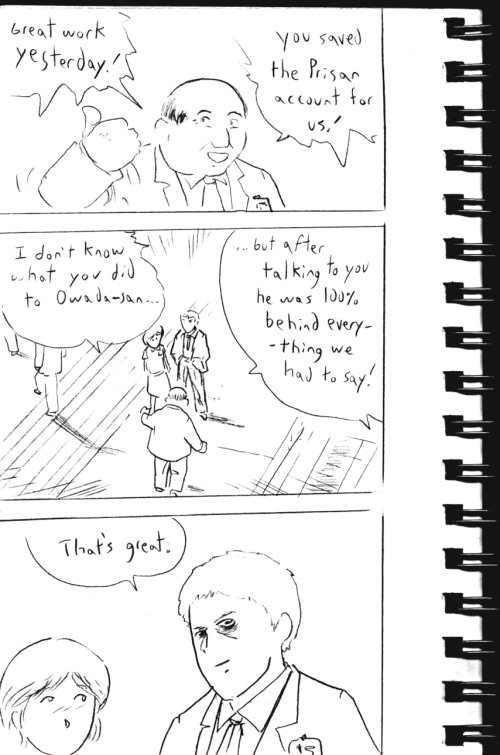 Great work
yesterday!
you saved
the Prisan
account for
us!
I don't know
what you did
to Owada-san...
...but after
talking to you
he was 100%
behind every-
-thing we
had to say!
That's great.